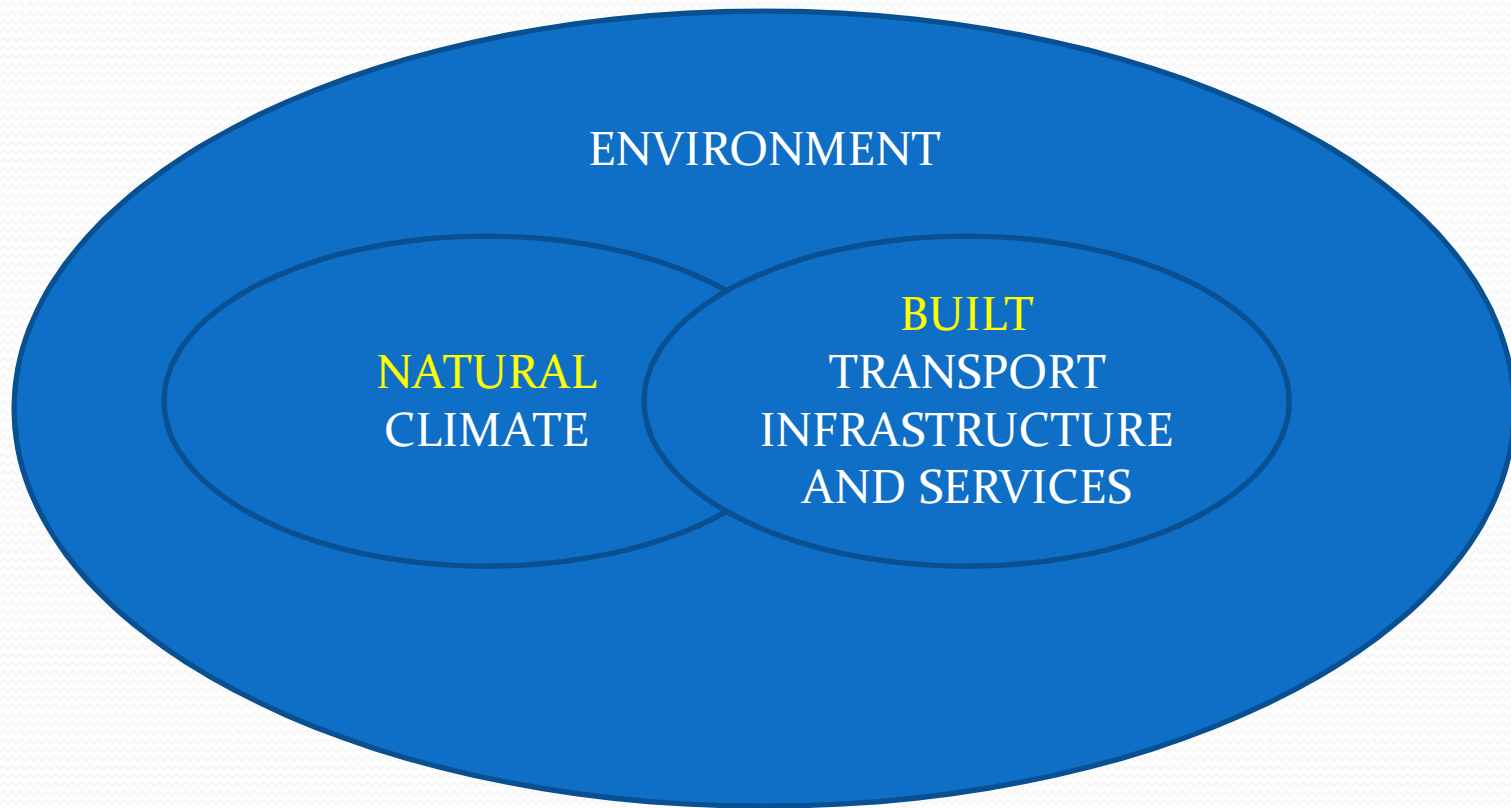 ENVIRONMENT
NATURAL
CLIMATE
BUILT
TRANSPORT
INFRASTRUCTURE
AND SERVICES